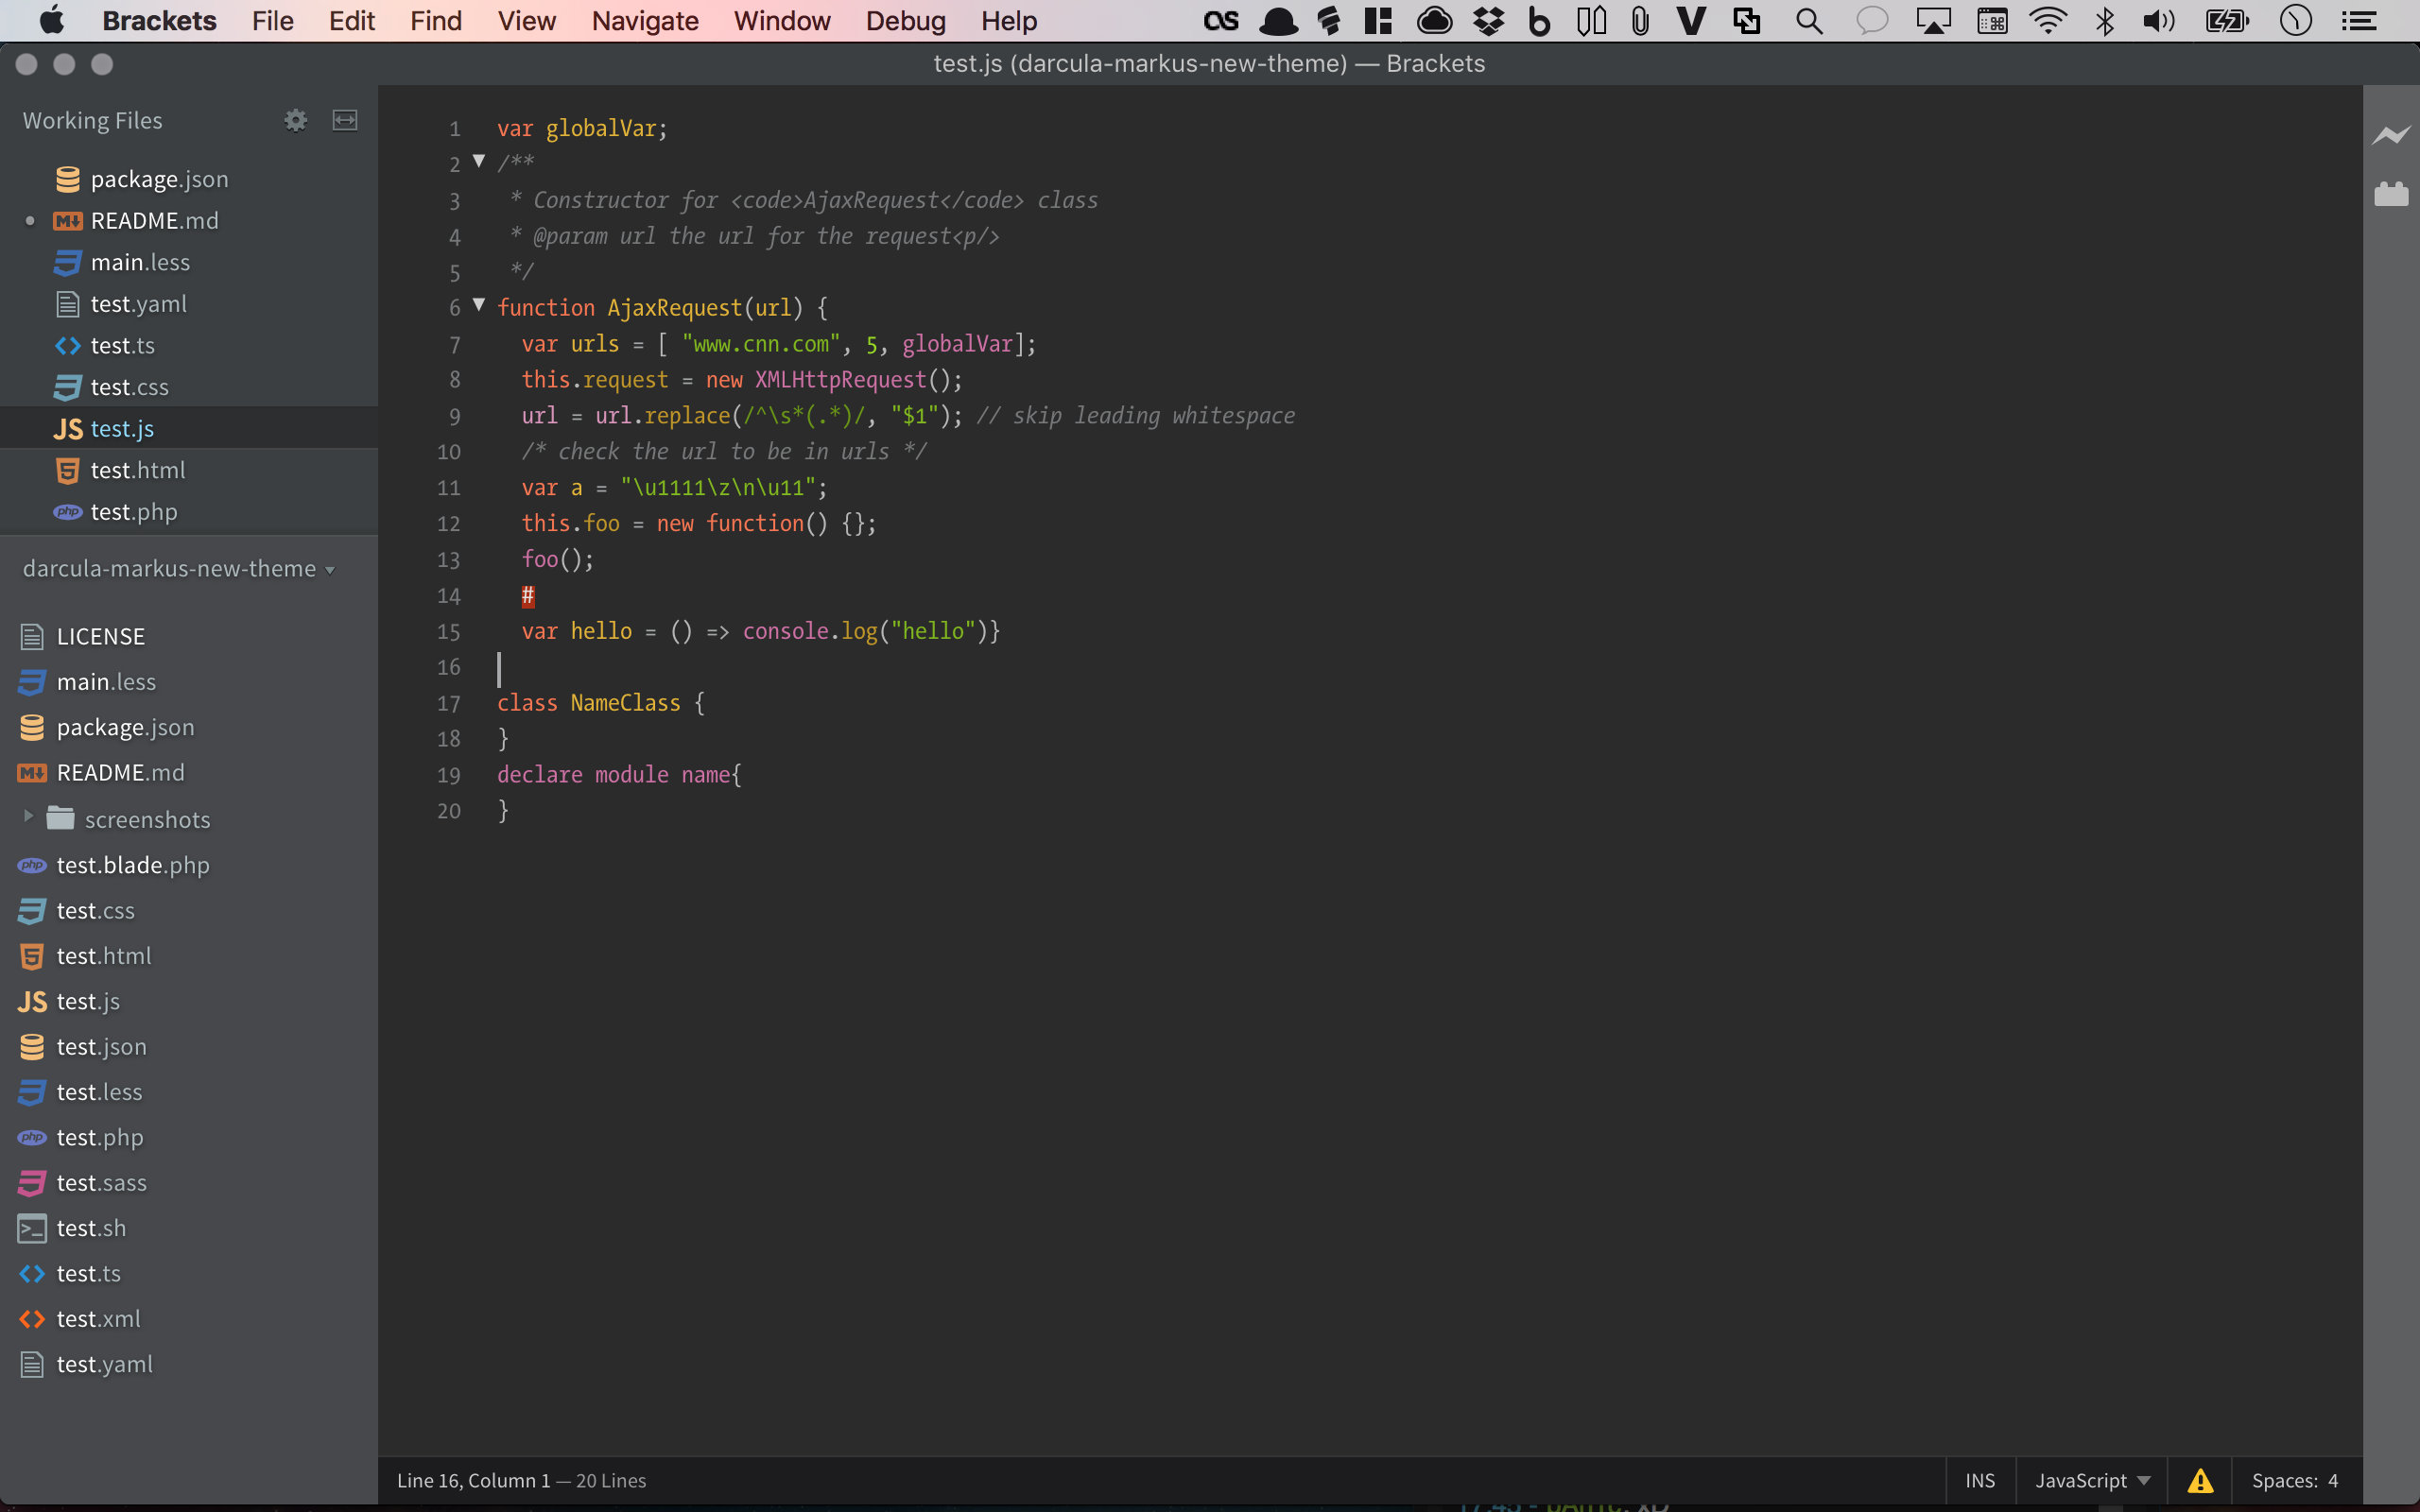 Brackets File Edit Find View Navigate Window Debug Help
test.js (darcula-markus-new-theme) — Brackets
Working Files
package.json
README.md
main.less
test.yaml
test.ts
test.css
JS test.js
test.html
php test.php
darcula-markus-new-theme
LICENSE
main.less
package.json
README.md
screenshots
php test.blade.php
test.css
test.html
JS test.js
test.json
test.less
php test.php
test.sass
test.sh
test.ts
test.xml
test.yaml
1 var globalVar;
2 /**
3  * Constructor for <code>AjaxRequest</code> class
4  * @param url the url for the request<p/>
5  */
6 function AjaxRequest(url) {
7   var urls = [ "www.cnn.com", 5, globalVar];
8   this.request = new XMLHttpRequest();
9   url = url.replace(/^\s*(.*)/, "$1"); // skip leading whitespace
10   /* check the url to be in urls */
11   var a = "\u1111\z\n\u11";
12   this.foo = new function() {};
13   foo();
14   #
15   var hello = () => console.log("hello")}
16
17 class NameClass {
18 }
19 declare module name{
20 }
Line 16, Column 1 — 20 Lines
INS JavaScript Spaces: 4